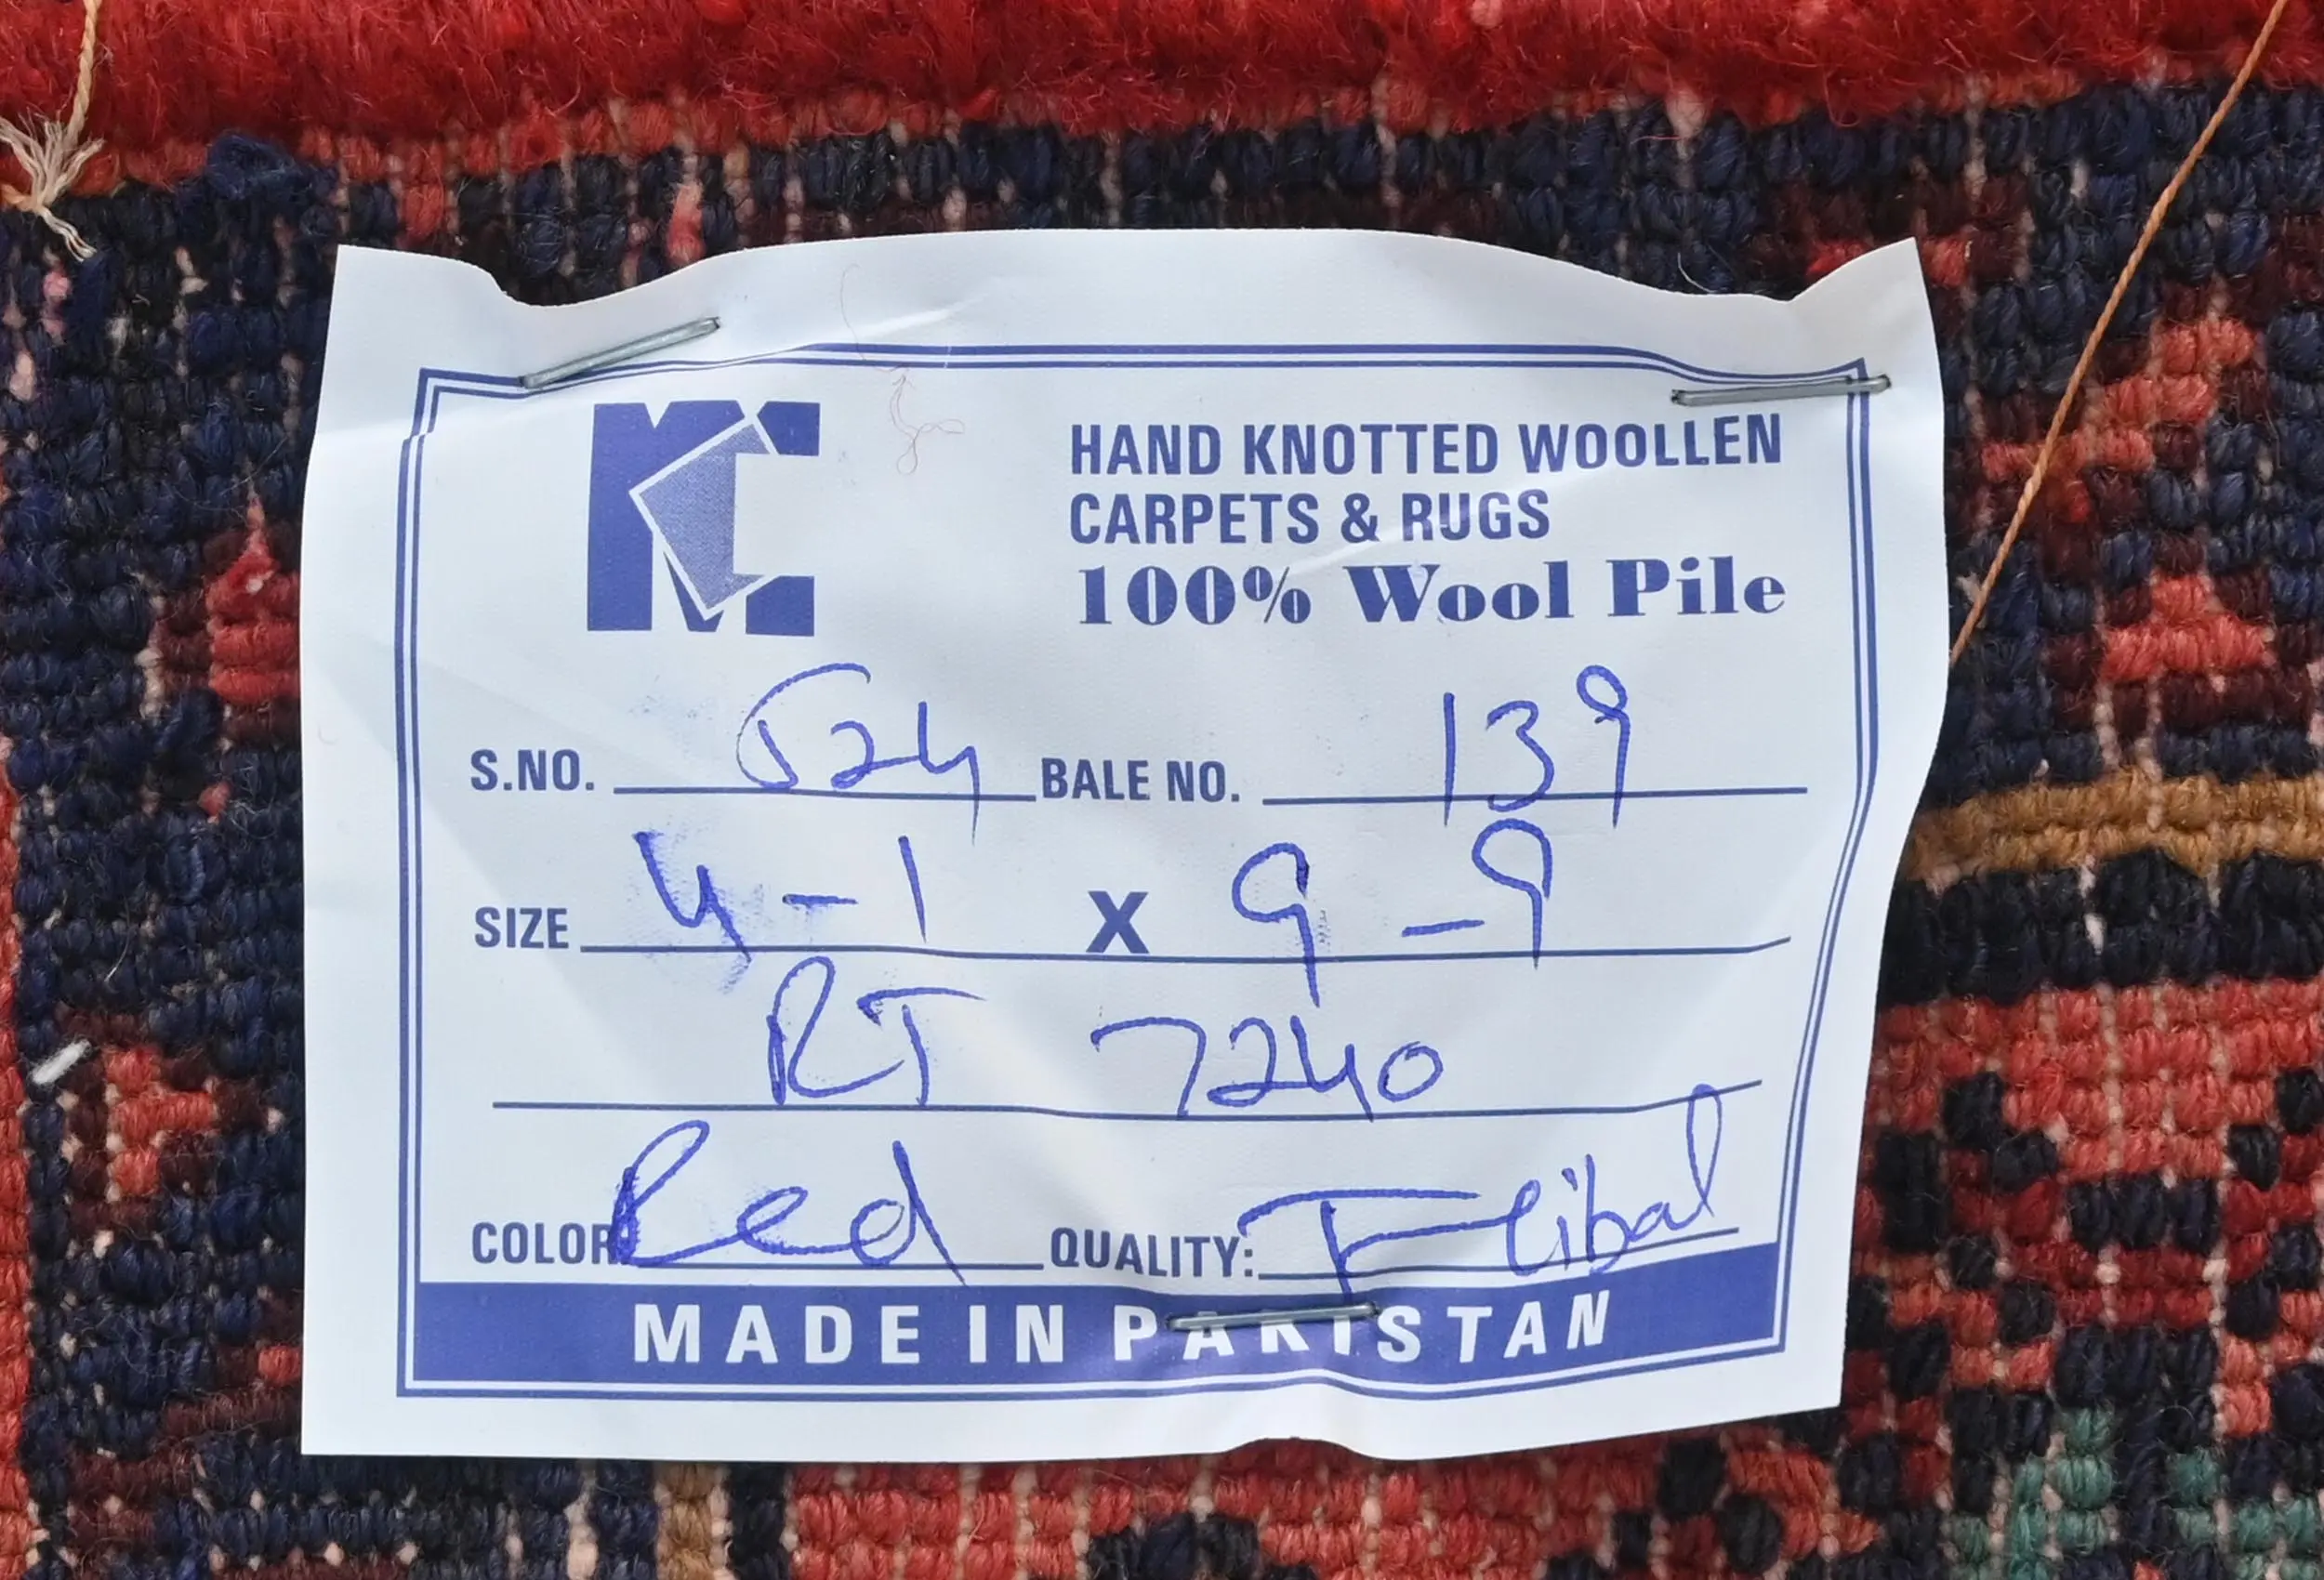 MC
HAND KNOTTED WOOLLEN
CARPETS & RUGS
100% Wool Pile
S.NO. 524 BALE NO. 139
SIZE 4-1 X 9-9
RT 7240
COLOR: Red QUALITY:
MADE IN PAKISTAN